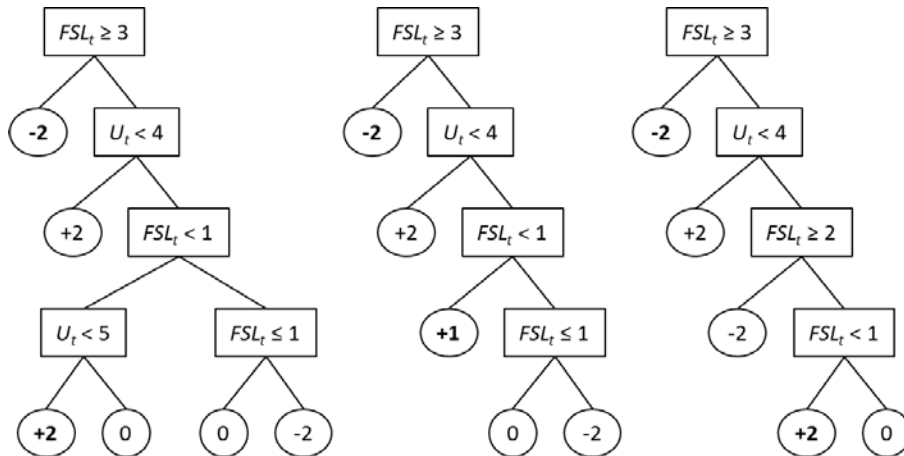 FSLt ≥ 3 FSLt ≥ 3 FSLt ≥ 3
-2 Ut < 4 -2 Ut < 4 -2 Ut < 4
+2 FSLt < 1 +2 FSLt < 1 +2 FSLt ≥ 2
Ut < 5 FSLt ≤ 1 +1 FSLt ≤ 1 -2 FSLt < 1
+2 0 0 -2 0 -2 +2 0